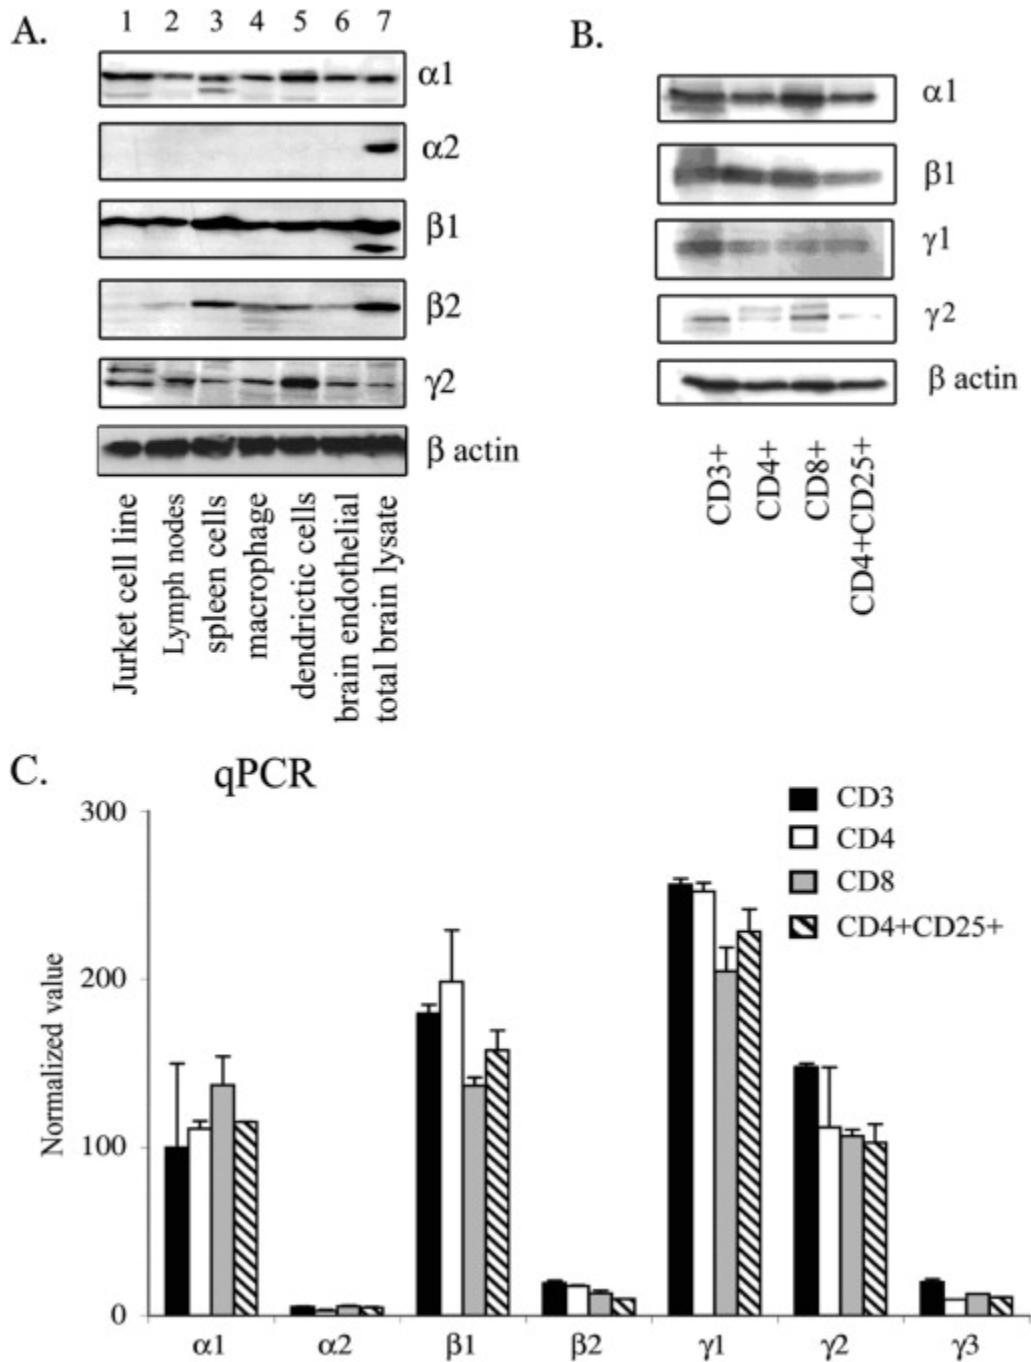 A.
1 2 3 4 5 6 7
α1
α2
β1
β2
γ2
β actin
Jurket cell line
Lymph nodes
spleen cells
macrophage
dendrictic cells
brain endothelial
total brain lysate
B.
α1
β1
γ1
γ2
β actin
CD3+
CD4+
CD8+
CD4+CD25+
C.
qPCR
CD3
CD4
CD8
CD4+CD25+
Normalized value
300
200
100
0
α1 α2 β1 β2 γ1 γ2 γ3